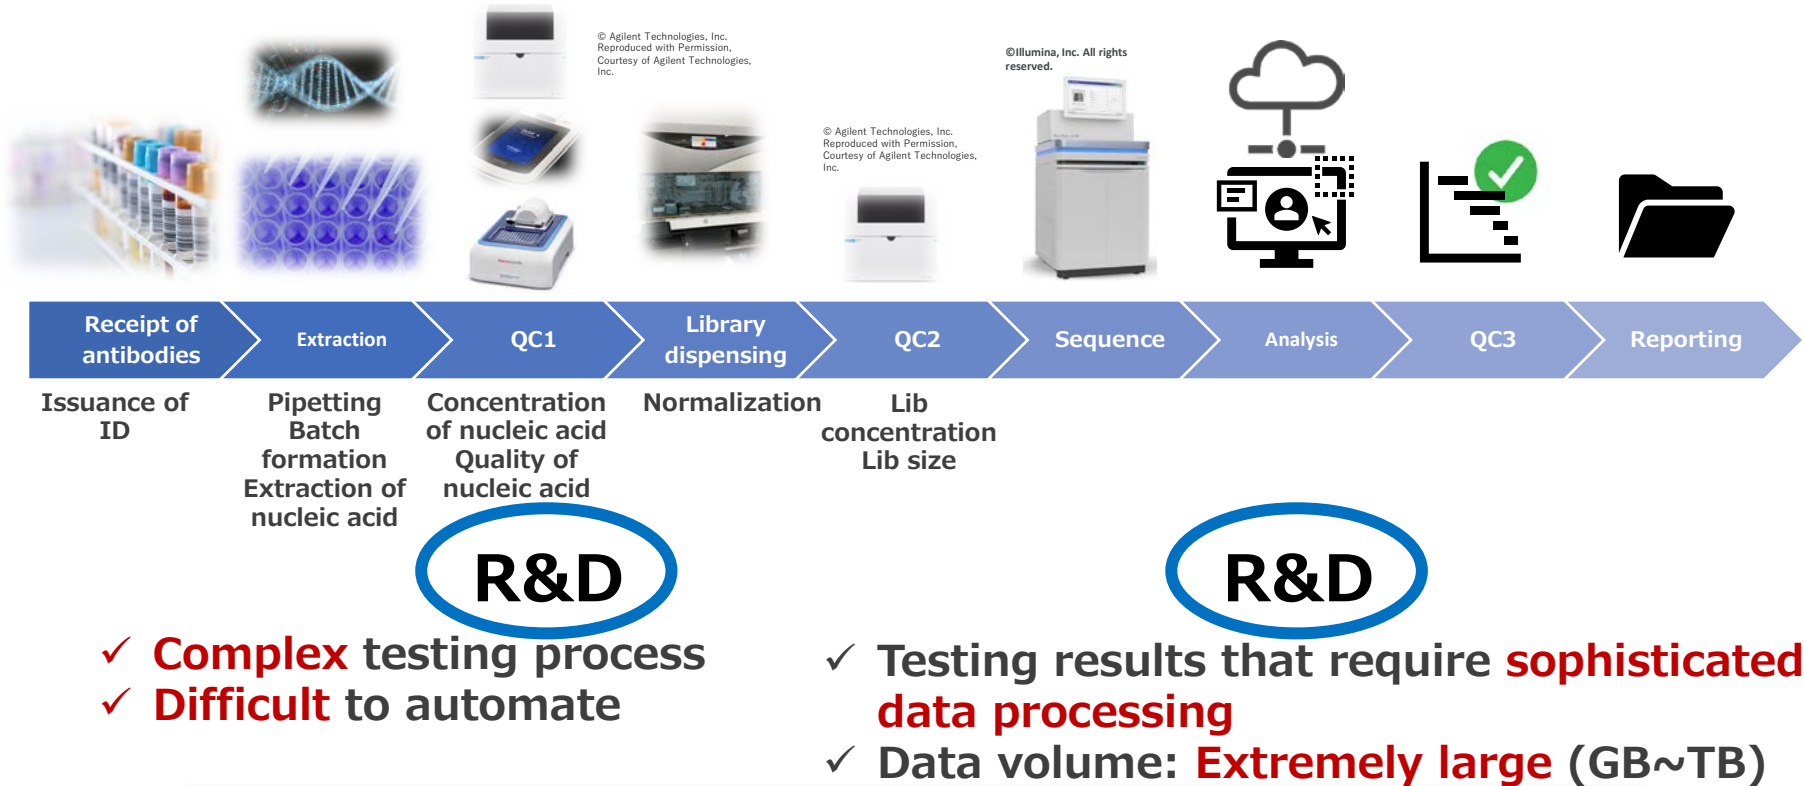 © Agilent Technologies, Inc.
Reproduced with Permission,
Courtesy of Agilent Technologies,
Inc.
© Agilent Technologies, Inc.
Reproduced with Permission,
Courtesy of Agilent Technologies,
Inc.
©Illumina, Inc. All rights
reserved.
Receipt of
antibodies
Extraction
QC1
Library
dispensing
QC2
Sequence
Analysis
QC3
Reporting
Issuance of
ID
Pipetting
Batch
formation
Extraction of
nucleic acid
Concentration
of nucleic acid
Quality of
nucleic acid
Normalization
Lib
concentration
Lib size
R&D
✓ Complex testing process
✓ Difficult to automate
R&D
✓ Testing results that require sophisticated
data processing
✓ Data volume: Extremely large (GB~TB)